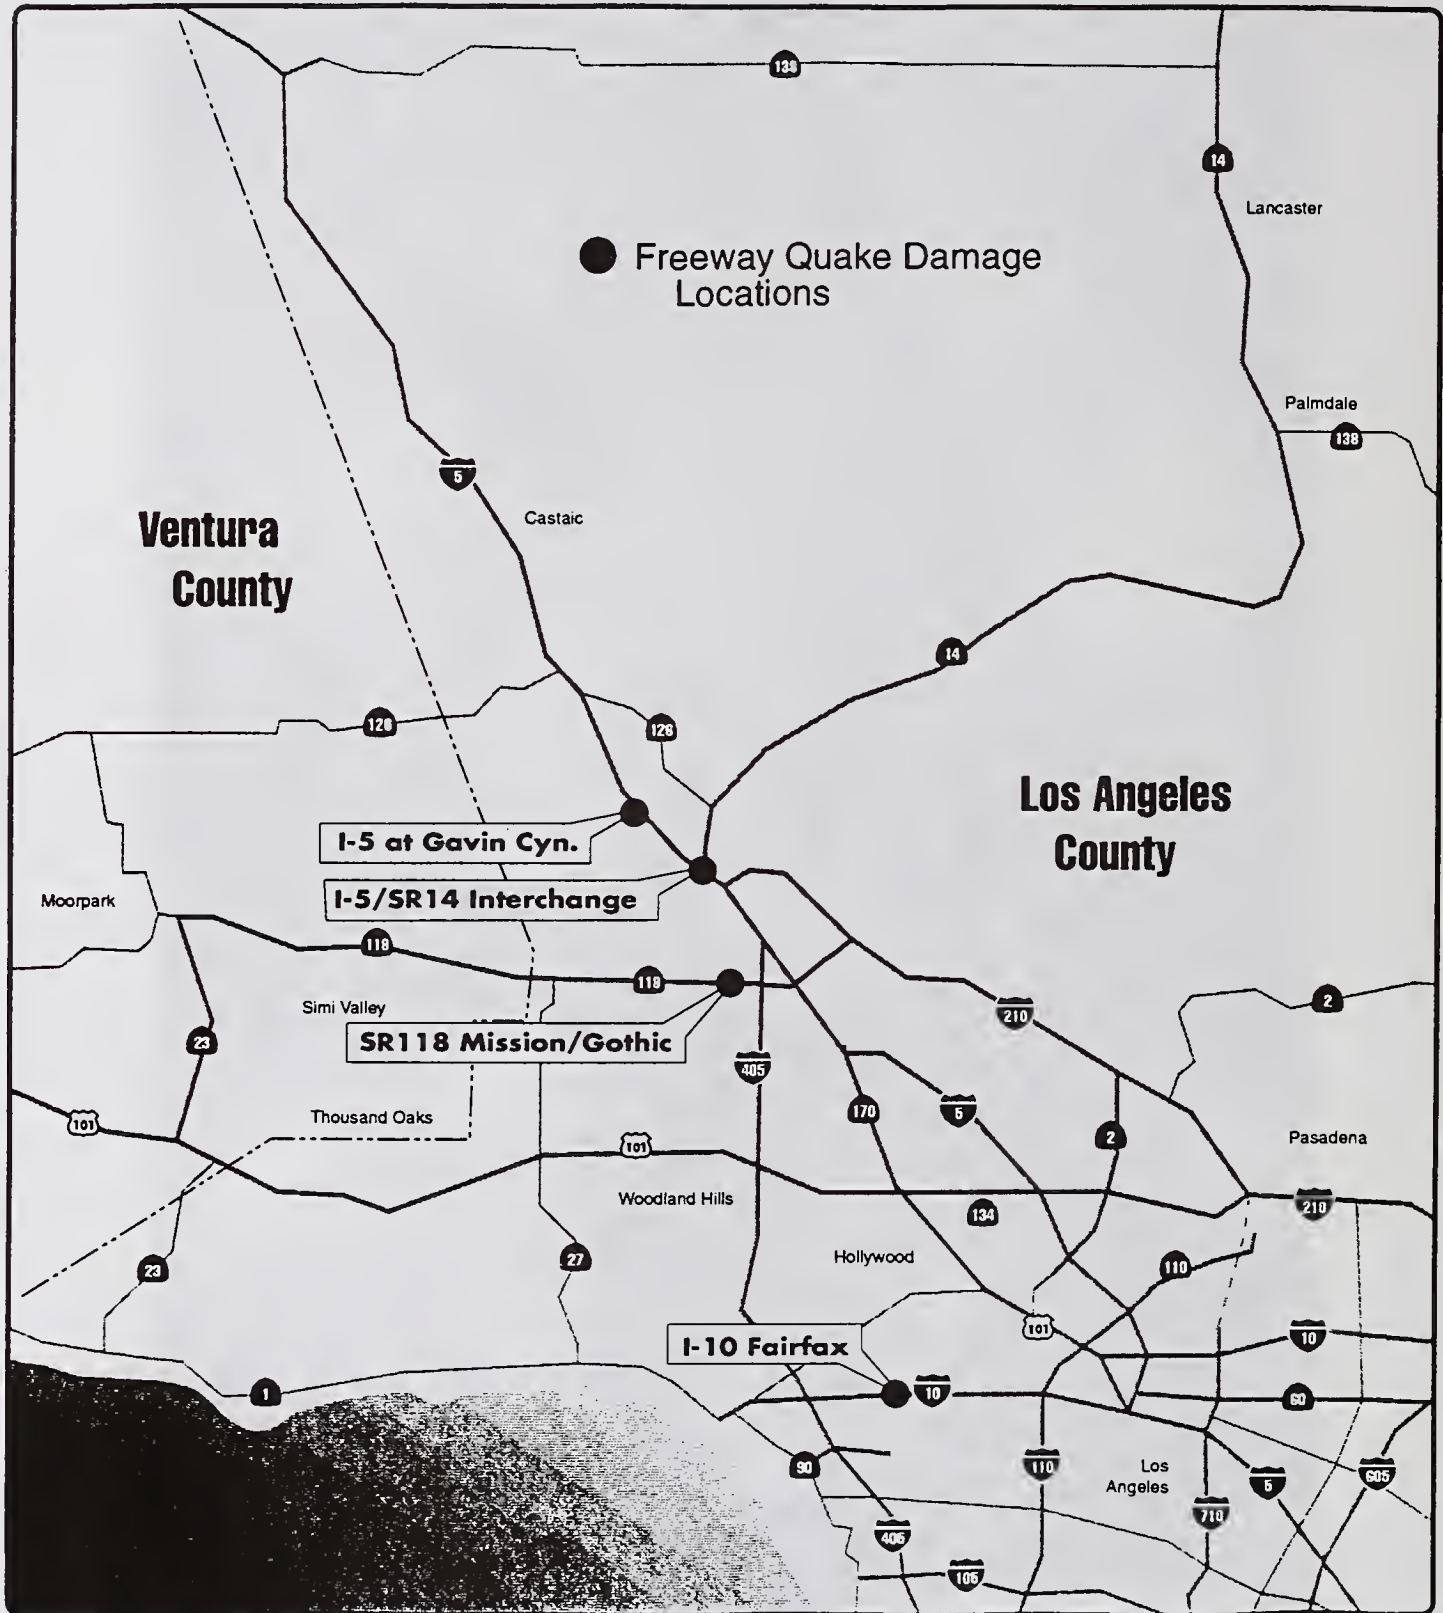 138
14
Lancaster
Freeway Quake Damage
Locations
Palmdale
138
5
Castaic
Ventura
County
14
126
126
Los Angeles
County
I-5 at Gavin Cyn.
I-5/SR14 Interchange
Moorpark
118
118
Simi Valley
2
210
SR118 Mission/Gothic
23
405
170
5
101
Thousand Oaks
2
Pasadena
101
Woodland Hills
134
210
Hollywood
27
23
110
101
10
I-10 Fairfax
1
10
60
90
110
Los
Angeles
5
605
710
405
105